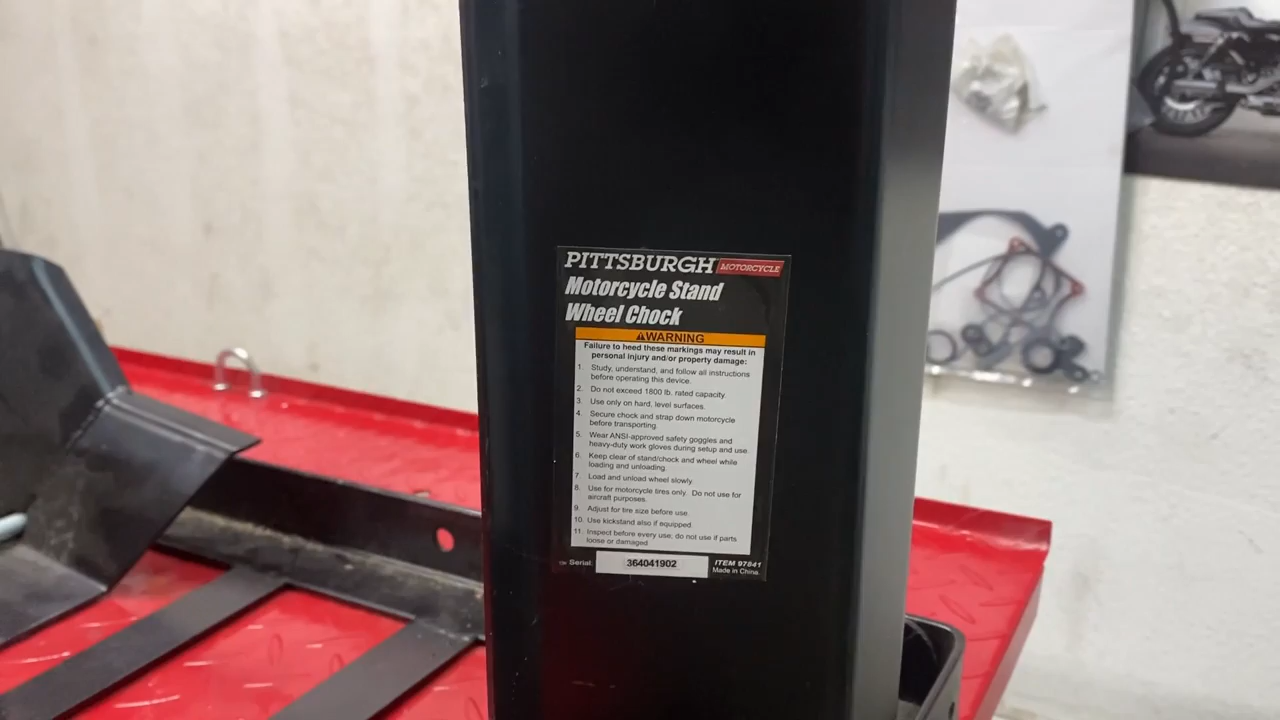 PITTSBURGH MOTORCYCLE
Motorcycle Stand
Wheel Chock
WARNING
Failure to heed these markings may result in
personal injury and/or property damage:
1. Study, understand, and follow all instructions
before operating this device.
2. Do not exceed 1800 lb. rated capacity.
3. Use only on hard, level surfaces.
4. Secure chock and strap down motorcycle
before transporting.
5. Wear ANSI-approved safety goggles and
heavy-duty work gloves during setup and use.
6. Keep clear of stand/chock and wheel while
loading and unloading.
7. Load and unload wheel slowly.
8. Use for motorcycle tires only. Do not use for
aircraft purposes.
9. Adjust for tire size before use.
10. Use kickstand also if equipped.
11. Inspect before every use; do not use if parts
loose or damaged.
Serial: 364041902 ITEM 97841
Made in China.